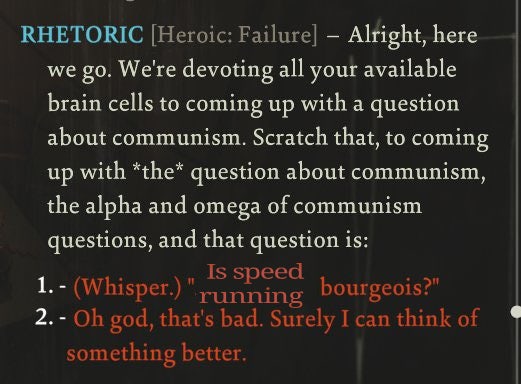 RHETORIC [Heroic: Failure] – Alright, here
we go. We're devoting all your available
brain cells to coming up with a question
about communism. Scratch that, to coming
up with *the* question about communism,
the alpha and omega of communism
questions, and that question is:
1. - (Whisper.) " Is speed running bourgeois?"
2. - Oh god, that's bad. Surely I can think of
something better.